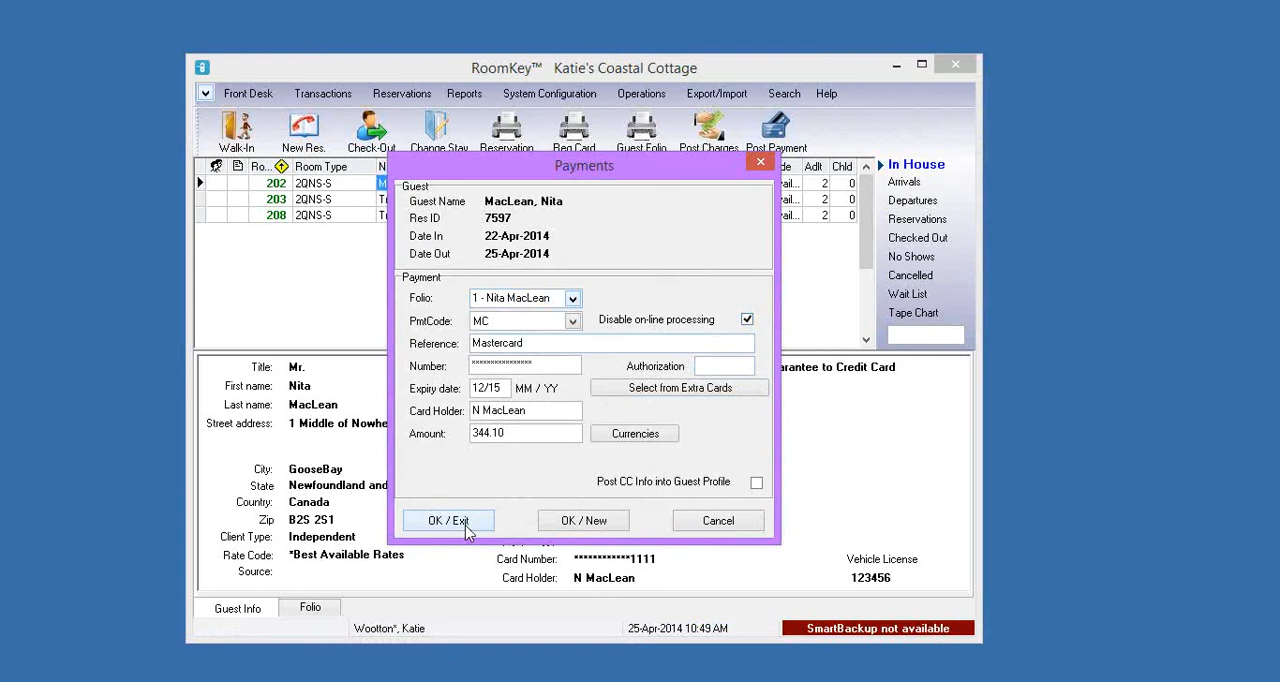 RoomKey™ Katie's Coastal Cottage
Front Desk Transactions Reservations Reports System Configuration Operations Export/Import Search Help
Walk-In New Res. Check-Out Change Stay Reservation Reg Card Guest Folio Post Charges Post Payment
Ro... Room Type Adlt Chld
202 2QNS-S 2 0
203 2QNS-S 2 0
208 2QNS-S 2 0
In House
Arrivals
Departures
Reservations
Checked Out
No Shows
Cancelled
Wait List
Tape Chart
Payments
Guest
Guest Name MacLean, Nita
Res ID 7597
Date In 22-Apr-2014
Date Out 25-Apr-2014
Payment
Folio: 1 - Nita MacLean
PmtCode: MC Disable on-line processing
Reference: Mastercard
Number: *************** Authorization
Expiry date: 12/15 MM / YY Select from Extra Cards
Card Holder: N MacLean
Amount: 344.10 Currencies
Post CC Info into Guest Profile
OK / Exit OK / New Cancel
Title: Mr. arantee to Credit Card
First name: Nita
Last name: MacLean
Street address: 1 Middle of Nowhe
City: GooseBay
State Newfoundland and
Country: Canada
Zip B2S 2S1
Client Type: Independent
Rate Code: *Best Available Rates
Source:
Card Number: ************1111
Card Holder: N MacLean
Vehicle License
123456
Guest Info Folio
Wootton*, Katie 25-Apr-2014 10:49 AM SmartBackup not available